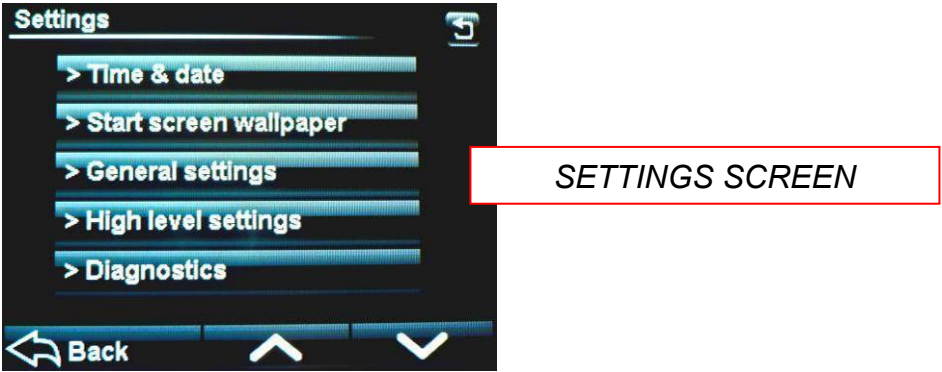 Settings
> Time & date
> Start screen wallpaper
> General settings
> High level settings
> Diagnostics
Back
SETTINGS SCREEN